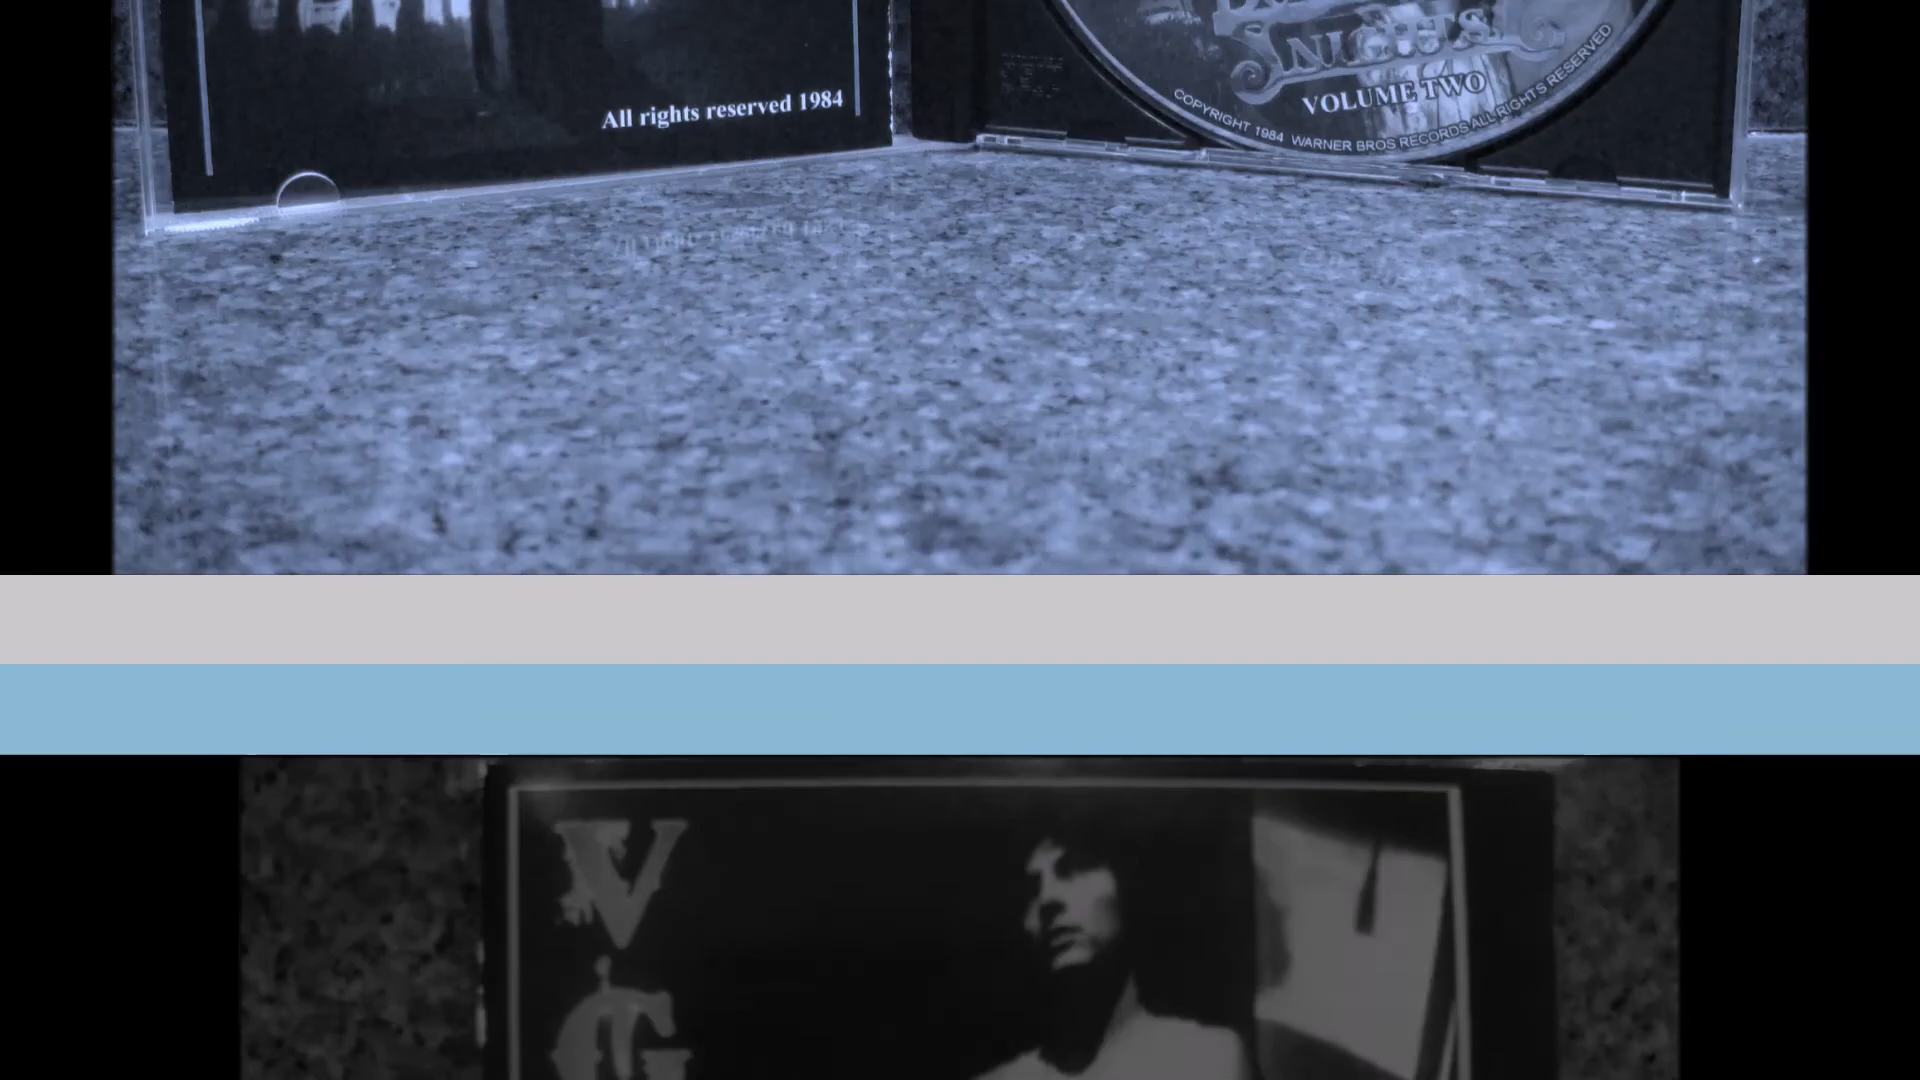 All rights reserved 1984
NIGHTS
VOLUME TWO
COPYRIGHT 1984 WARNER BROS RECORDS ALL RIGHTS RESERVED
V
G